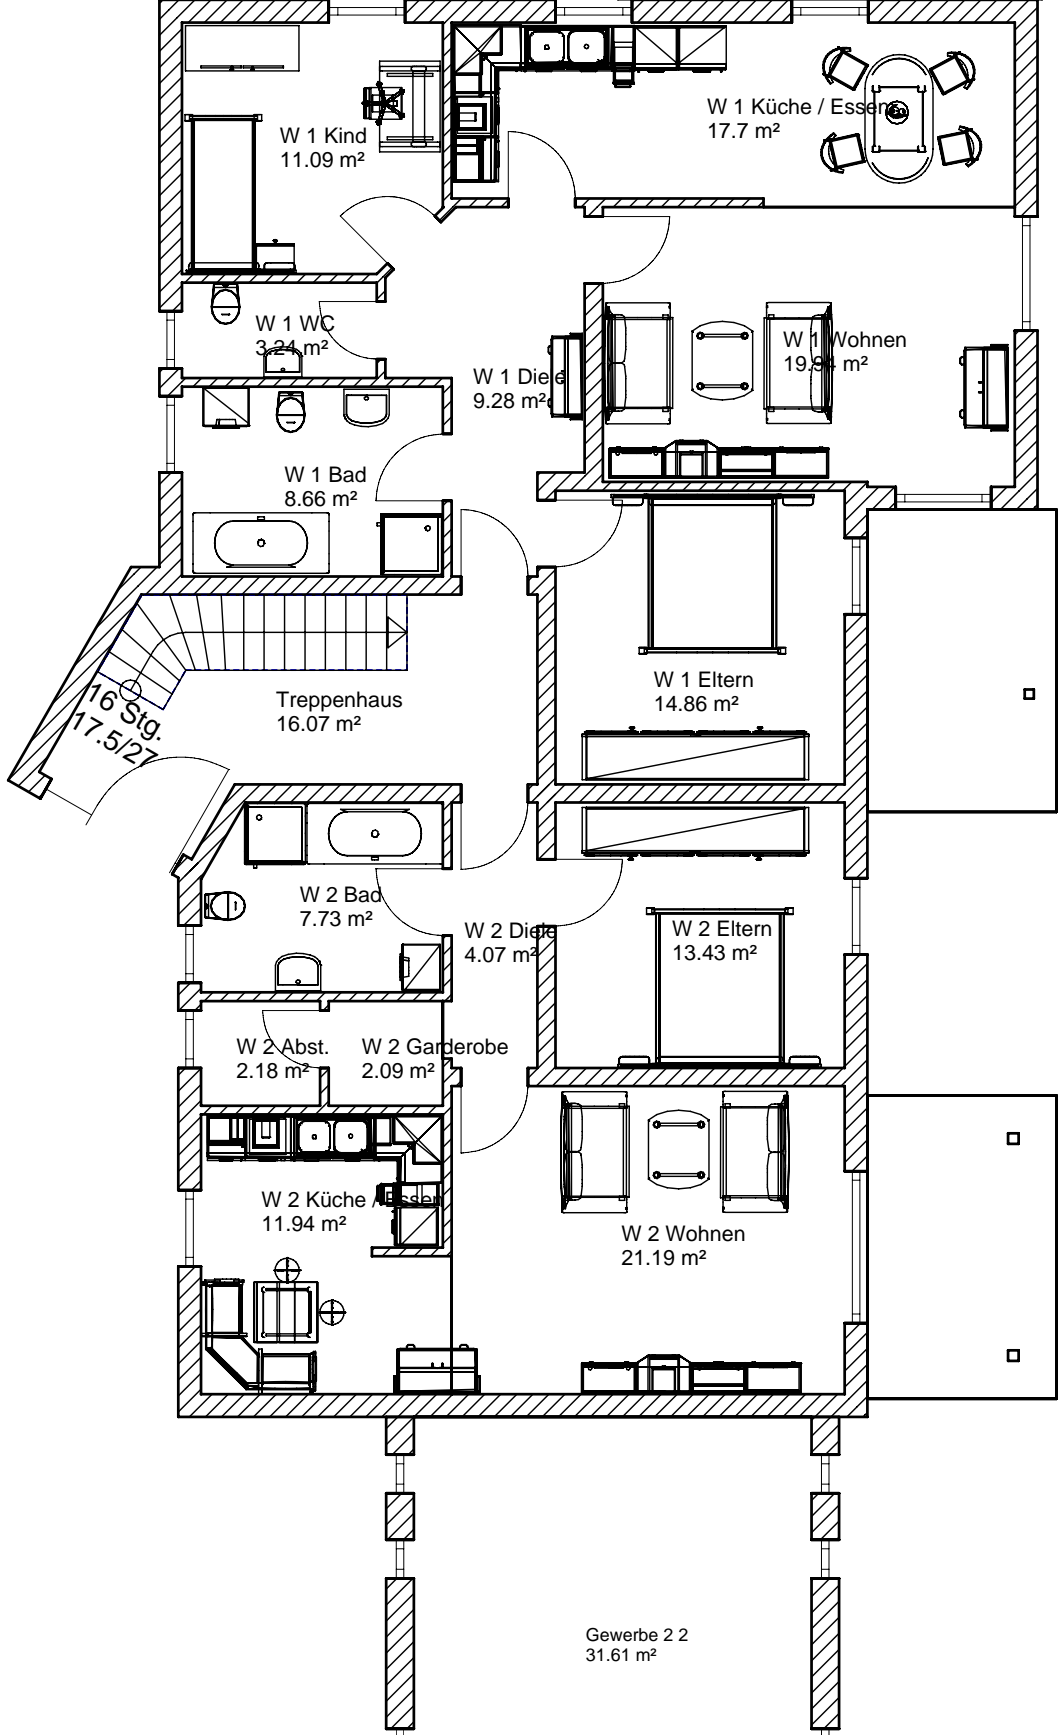 W 1 Küche / Essen
17.7 m²
W 1 Kind
11.09 m²
W 1 WC
3.21 m²
W 1 Wohnen
19.94 m²
W 1 Diele
9.28 m²
W 1 Bad
8.66 m²
W 1 Eltern
14.86 m²
Treppenhaus
16.07 m²
16 Stg.
17.5/27
W 2 Bad
7.73 m²
W 2 Diele
4.07 m²
W 2 Eltern
13.43 m²
W 2 Abst.
2.18 m²
W 2 Garderobe
2.09 m²
W 2 Küche / Essen
11.94 m²
W 2 Wohnen
21.19 m²
Gewerbe 2 2
31.61 m²